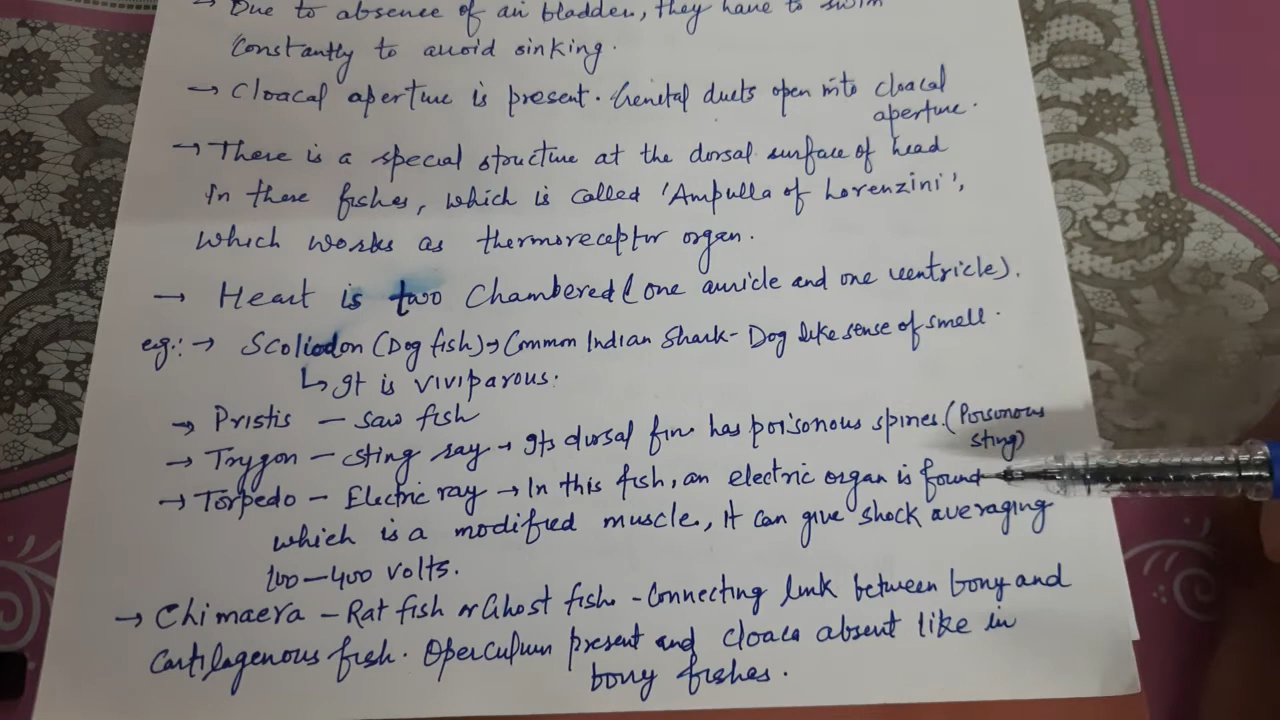 → Due to absence of air bladder, they have to swim
constantly to avoid sinking.
→ Cloacal aperture is present. Genital ducts open into cloacal
aperture.
→ There is a special structure at the dorsal surface of head
in these fishes, which is called 'Ampulla of Lorenzini',
which works as thermoreceptor organ.
→ Heart is two chambered (one auricle and one ventricle).
eg:- → Scoliodon (Dog fish) → Common Indian Shark - Dog like sense of smell.
↳ It is viviparous.
→ Pristis - saw fish
→ Trygon - sting ray → Its dorsal fin has poisonous spines. (Poisonous
sting)
→ Torpedo - Electric ray → In this fish, an electric organ is found
which is a modified muscle, it can give shock averaging
100-400 volts.
→ Chimaera - Rat fish or Ghost fish - Connecting link between bony and
cartilagenous fish. Operculum present and cloaca absent like in
bony fishes.